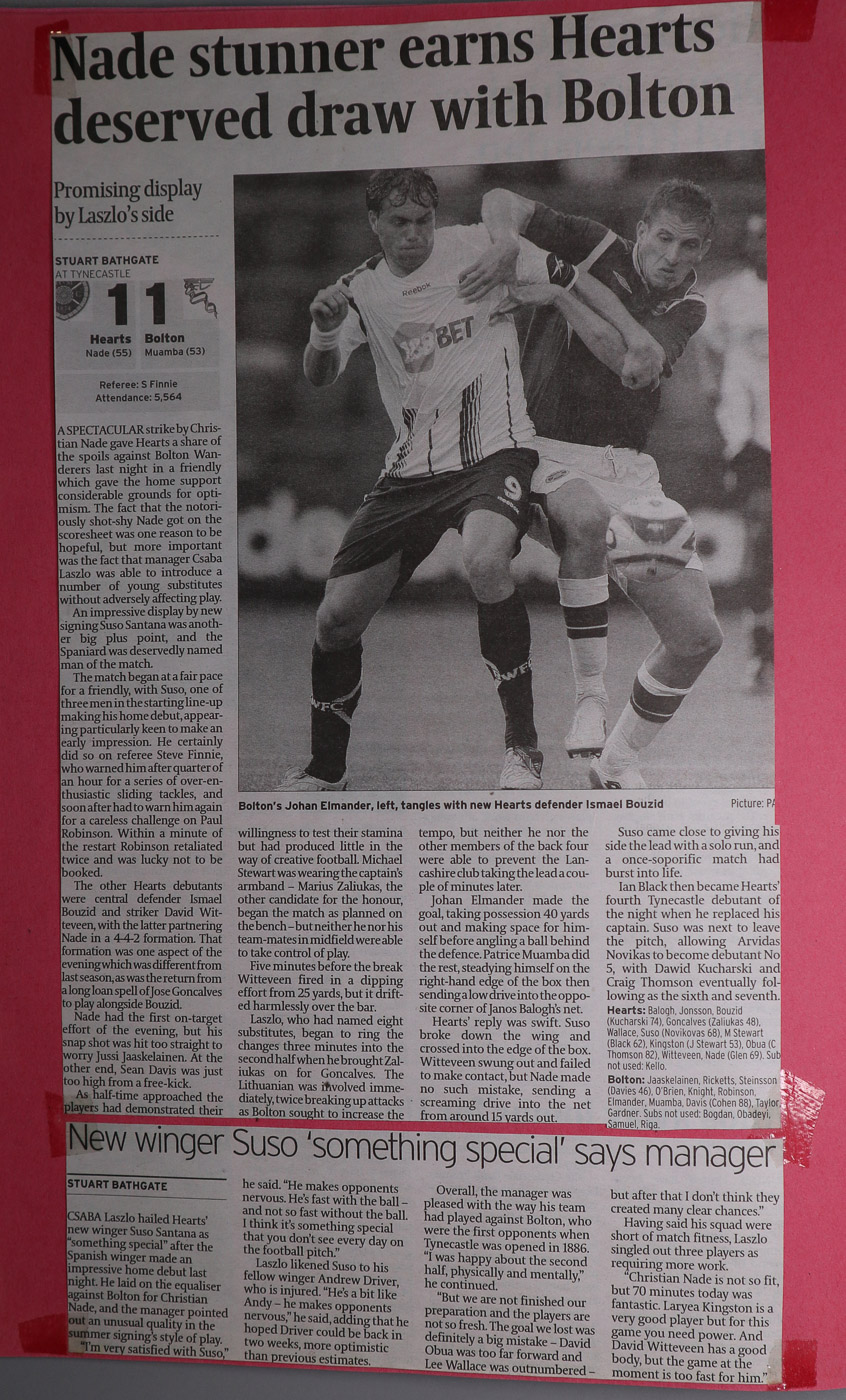 Nade stunner earns Hearts
deserved draw with Bolton
Promising display
by Laszlo's side
STUART BATHGATE
AT TYNECASTLE
1 1
Hearts Bolton
Nade (55) Muamba (53)
Referee: S Finnie
Attendance: 5,564
A SPECTACULAR strike by Chris-
tian Nade gave Hearts a share of
the spoils against Bolton Wan-
derers last night in a friendly
which gave the home support
considerable grounds for opti-
mism. The fact that the notori-
ously shot-shy Nade got on the
scoresheet was one reason to be
hopeful, but more important
was the fact that manager Csaba
Laszlo was able to introduce a
number of young substitutes
without adversely affecting play.
An impressive display by new
signing Suso Santana was anoth-
er big plus point, and the
Spaniard was deservedly named
man of the match.
The match began at a fair pace
for a friendly, with Suso, one of
three men in the starting line-up
making his home debut, appear-
ing particularly keen to make an
early impression. He certainly
did so on referee Steve Finnie,
who warned him after quarter of
an hour for a series of over-en-
thusiastic sliding tackles, and
soon after had to warn him again
for a careless challenge on Paul
Robinson. Within a minute of
the restart Robinson retaliated
twice and was lucky not to be
booked.
The other Hearts debutants
were central defender Ismael
Bouzid and striker David Wit-
teveen, with the latter partnering
Nade in a 4-4-2 formation. That
formation was one aspect of the
evening which was different from
last season, as was the return from
a long loan spell of Jose Goncalves
to play alongside Bouzid.
Nade had the first on-target
effort of the evening, but his
snap shot was hit too straight to
worry Jussi Jaaskelainen. At the
other end, Sean Davis was just
too high from a free-kick.
As half-time approached the
players had demonstrated their
Reebok
188BET
9
Reebok
WFC
WFC
Bolton's Johan Elmander, left, tangles with new Hearts defender Ismael Bouzid
Picture: PA
willingness to test their stamina
but had produced little in the
way of creative football. Michael
Stewart was wearing the captain's
armband – Marius Zaliukas, the
other candidate for the honour,
began the match as planned on
the bench – but neither he nor his
team-mates in midfield were able
to take control of play.
Five minutes before the break
Witteveen fired in a dipping
effort from 25 yards, but it drift-
ed harmlessly over the bar.
Laszlo, who had named eight
substitutes, began to ring the
changes three minutes into the
second half when he brought Zal-
iukas on for Goncalves. The
Lithuanian was involved imme-
diately, twice breaking up attacks
as Bolton sought to increase the
tempo, but neither he nor the
other members of the back four
were able to prevent the Lan-
cashire club taking the lead a cou-
ple of minutes later.
Johan Elmander made the
goal, taking possession 40 yards
out and making space for him-
self before angling a ball behind
the defence. Patrice Muamba did
the rest, steadying himself on the
right-hand edge of the box then
sending a low drive into the oppo-
site corner of Janos Balogh's net.
Hearts' reply was swift. Suso
broke down the wing and
crossed into the edge of the box.
Witteveen swung out and failed
to make contact, but Nade made
no such mistake, sending a
screaming drive into the net
from around 15 yards out.
Suso came close to giving his
side the lead with a solo run, and
a once-soporific match had
burst into life.
Ian Black then became Hearts'
fourth Tynecastle debutant of
the night when he replaced his
captain. Suso was next to leave
the pitch, allowing Arvidas
Novikas to become debutant No
5, with Dawid Kucharski and
Craig Thomson eventually fol-
lowing as the sixth and seventh.
Hearts: Balogh, Jonsson, Bouzid
(Kucharski 74), Goncalves (Zaliukas 48),
Wallace, Suso (Novikovas 68), M Stewart
(Black 62), Kingston (J Stewart 53), Obua (C
Thomson 82), Witteveen, Nade (Glen 69). Sub
not used: Kello.
Bolton: Jaaskelainen, Ricketts, Steinsson
(Davies 46), O'Brien, Knight, Robinson,
Elmander, Muamba, Davis (Cohen 88), Taylor,
Gardner. Subs not used: Bogdan, Obadeyi,
Samuel, Riga.
New winger Suso 'something special' says manager
STUART BATHGATE
CSABA Laszlo hailed Hearts'
new winger Suso Santana as
"something special" after the
Spanish winger made an
impressive home debut last
night. He laid on the equaliser
against Bolton for Christian
Nade, and the manager pointed
out an unusual quality in the
summer signing's style of play.
"I'm very satisfied with Suso,"
he said. "He makes opponents
nervous. He's fast with the ball –
and not so fast without the ball.
I think it's something special
that you don't see every day on
the football pitch."
Laszlo likened Suso to his
fellow winger Andrew Driver,
who is injured. "He's a bit like
Andy – he makes opponents
nervous," he said, adding that he
hoped Driver could be back in
two weeks, more optimistic
than previous estimates.
Overall, the manager was
pleased with the way his team
had played against Bolton, who
were the first opponents when
Tynecastle was opened in 1886.
"I was happy about the second
half, physically and mentally,"
he continued.
"But we are not finished our
preparation and the players are
not so fresh. The goal we lost was
definitely a big mistake – David
Obua was too far forward and
Lee Wallace was outnumbered –
but after that I don't think they
created many clear chances."
Having said his squad were
short of match fitness, Laszlo
singled out three players as
requiring more work.
"Christian Nade is not so fit,
but 70 minutes today was
fantastic. Laryea Kingston is a
very good player but for this
game you need power. And
David Witteveen has a good
body, but the game at the
moment is too fast for him."